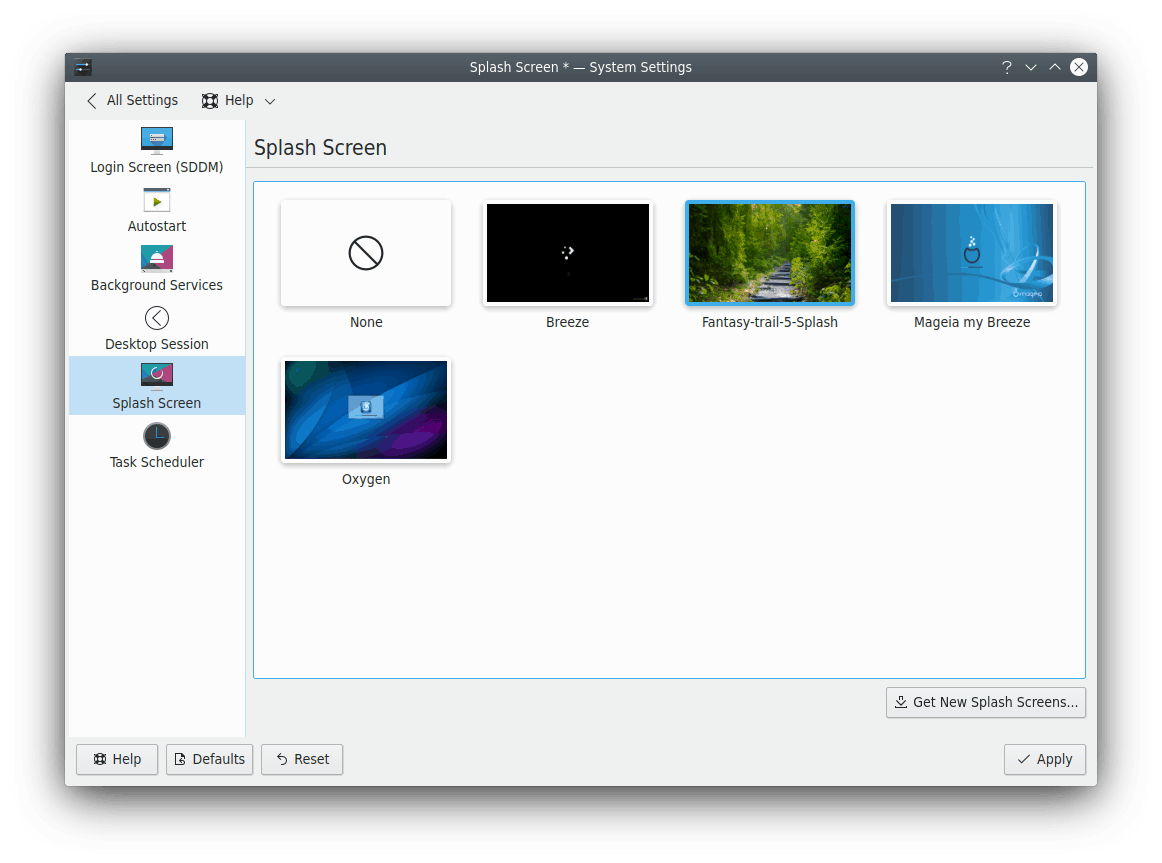 Splash Screen * — System Settings
All Settings
Help
Login Screen (SDDM)
Autostart
Background Services
Desktop Session
Splash Screen
Task Scheduler
Splash Screen
None
Breeze
Fantasy-trail-5-Splash
Mageia my Breeze
mageia
Oxygen
Get New Splash Screens...
Help
Defaults
Reset
Apply